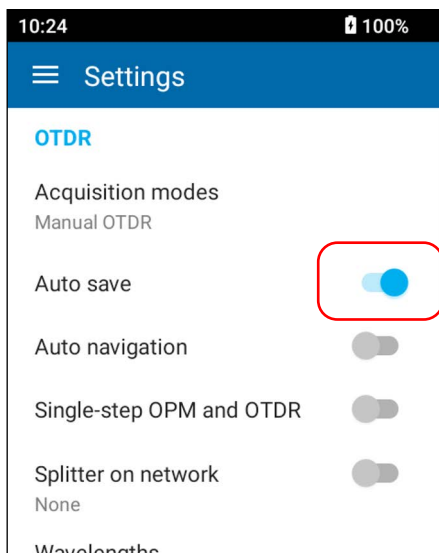 10:24 100%
Settings
OTDR
Acquisition modes
Manual OTDR
Auto save
Auto navigation
Single-step OPM and OTDR
Splitter on network
None
Wavelengths